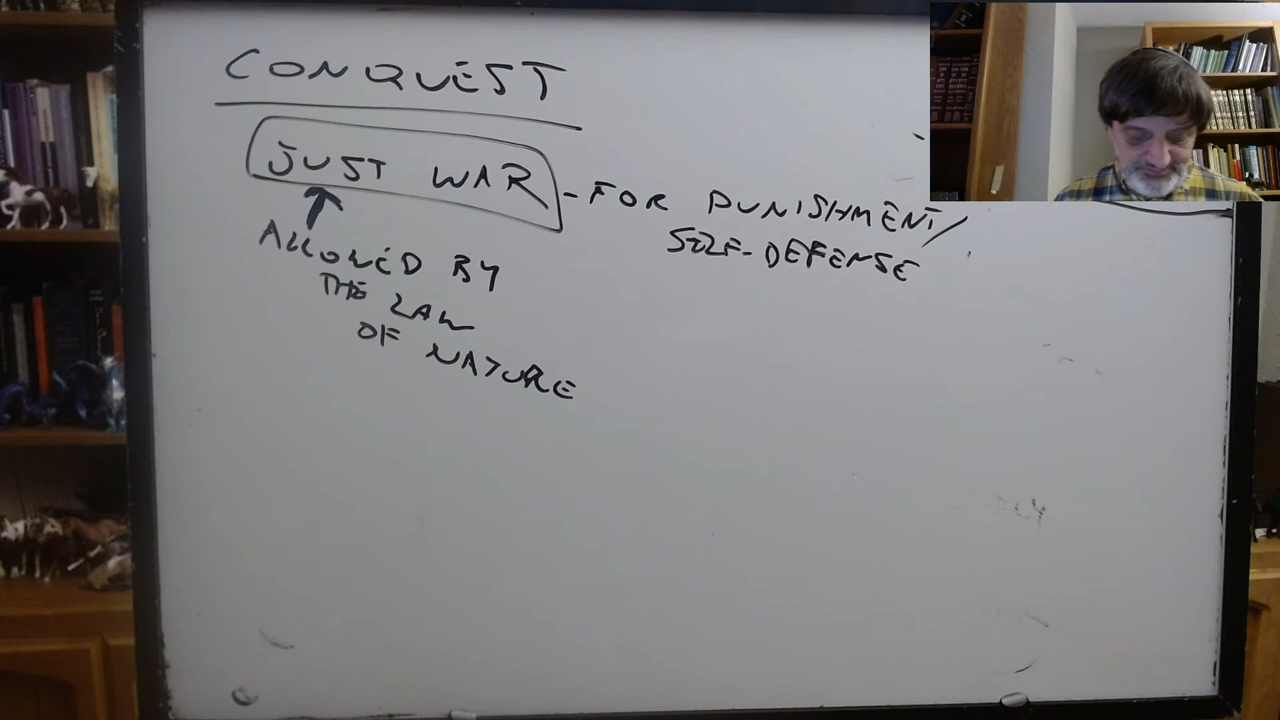 CONQUEST
JUST WAR - FOR PUNISHMENT/
SELF-DEFENSE
ALLOWED BY
THE LAW
OF NATURE